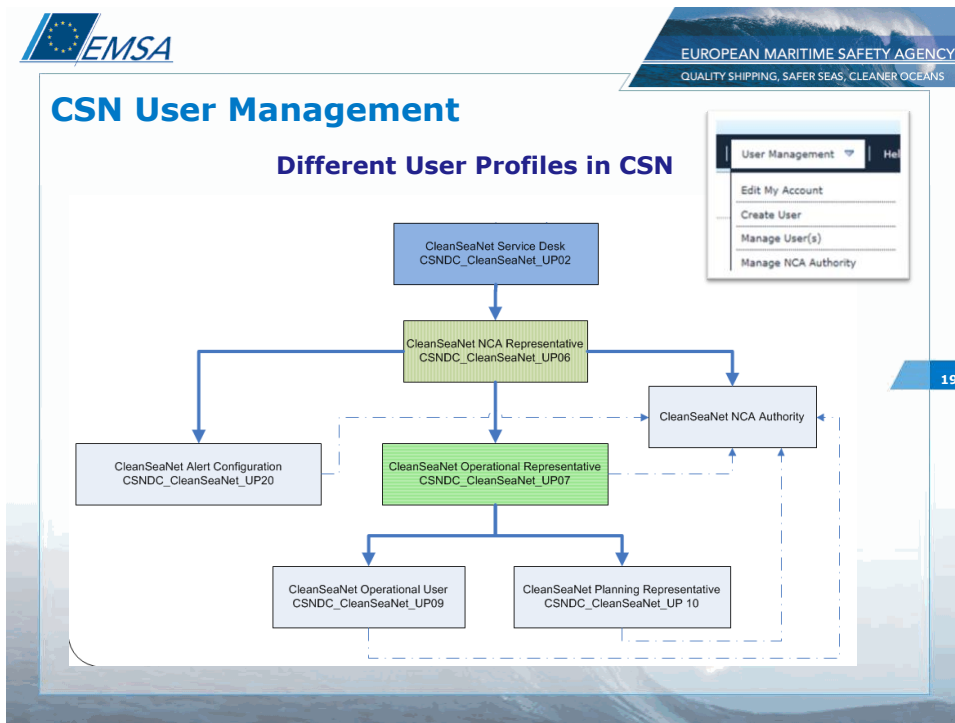 EMSA
EUROPEAN MARITIME SAFETY AGENCY
QUALITY SHIPPING, SAFER SEAS, CLEANER OCEANS
CSN User Management
Different User Profiles in CSN
User Management
Hel
Edit My Account
Create User
Manage User(s)
Manage NCA Authority
CleanSeaNet Service Desk
CSNDC_CleanSeaNet_UP02
CleanSeaNet NCA Representative
CSNDC_CleanSeaNet_UP06
19
CleanSeaNet NCA Authority
CleanSeaNet Alert Configuration
CSNDC_CleanSeaNet_UP20
CleanSeaNet Operational Representative
CSNDC_CleanSeaNet_UP07
CleanSeaNet Operational User
CSNDC_CleanSeaNet_UP09
CleanSeaNet Planning Representative
CSNDC_CleanSeaNet_UP 10